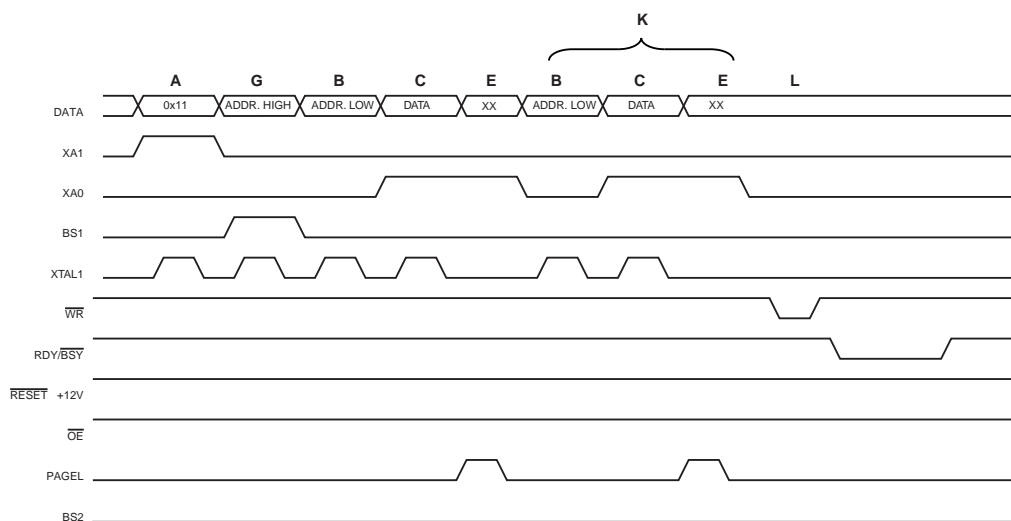 K
A G B C E B C E L
DATA 0x11 ADDR. HIGH ADDR. LOW DATA XX ADDR. LOW DATA XX
XA1
XA0
BS1
XTAL1
WR
RDY/BSY
RESET +12V
OE
PAGEL
BS2